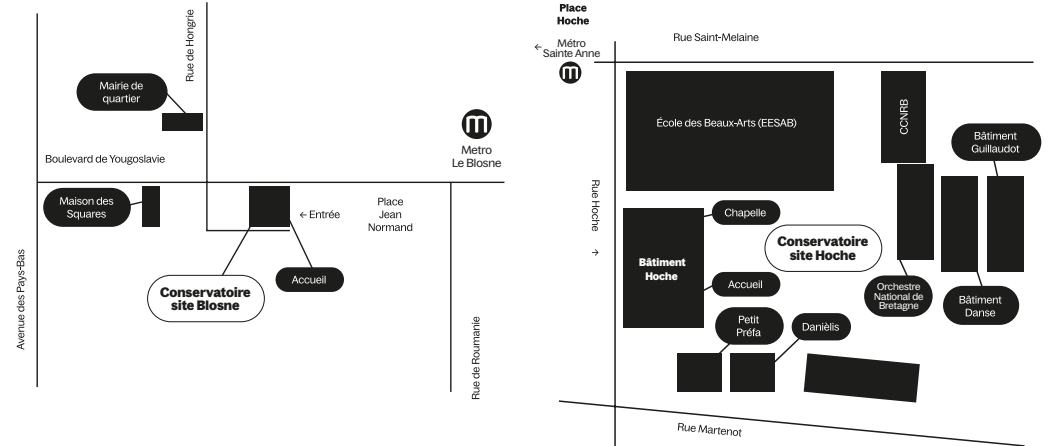 Rue de Hongrie
Mairie de
quartier
m
Metro
Le Blosne
Boulevard de Yougoslavie
Maison des
Squares
← Entrée
Place
Jean
Normand
Avenue des Pays-Bas
Conservatoire
site Blosne
Accueil
Rue de Roumanie
Place
Hoche
← Métro
Sainte Anne
m
Rue Saint-Melaine
École des Beaux-Arts (EESAB)
CCNRB
Bâtiment
Guillaudot
Rue Hoche →
Chapelle
Conservatoire
site Hoche
Bâtiment
Hoche
Accueil
Orchestre
National de
Bretagne
Bâtiment
Danse
Petit
Préfa
Danièlis
Rue Martenot